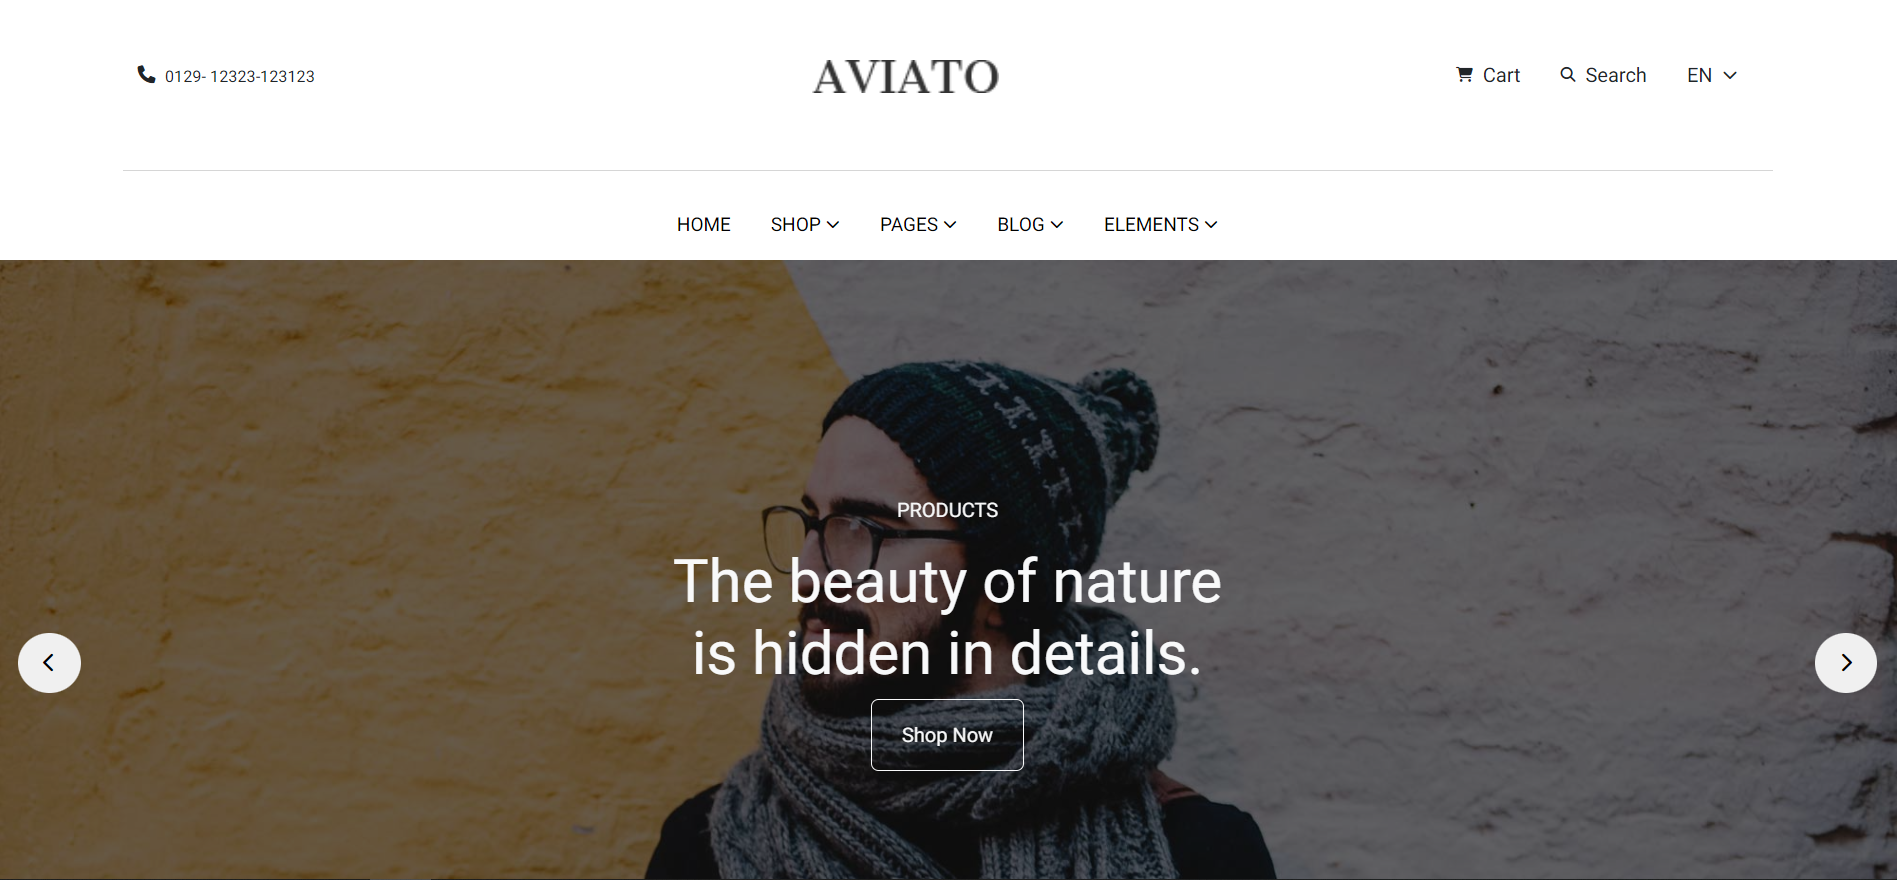 0129- 12323-123123
AVIATO
Cart
Search
EN
HOME SHOP PAGES BLOG ELEMENTS
PRODUCTS
The beauty of nature
is hidden in details.
Shop Now